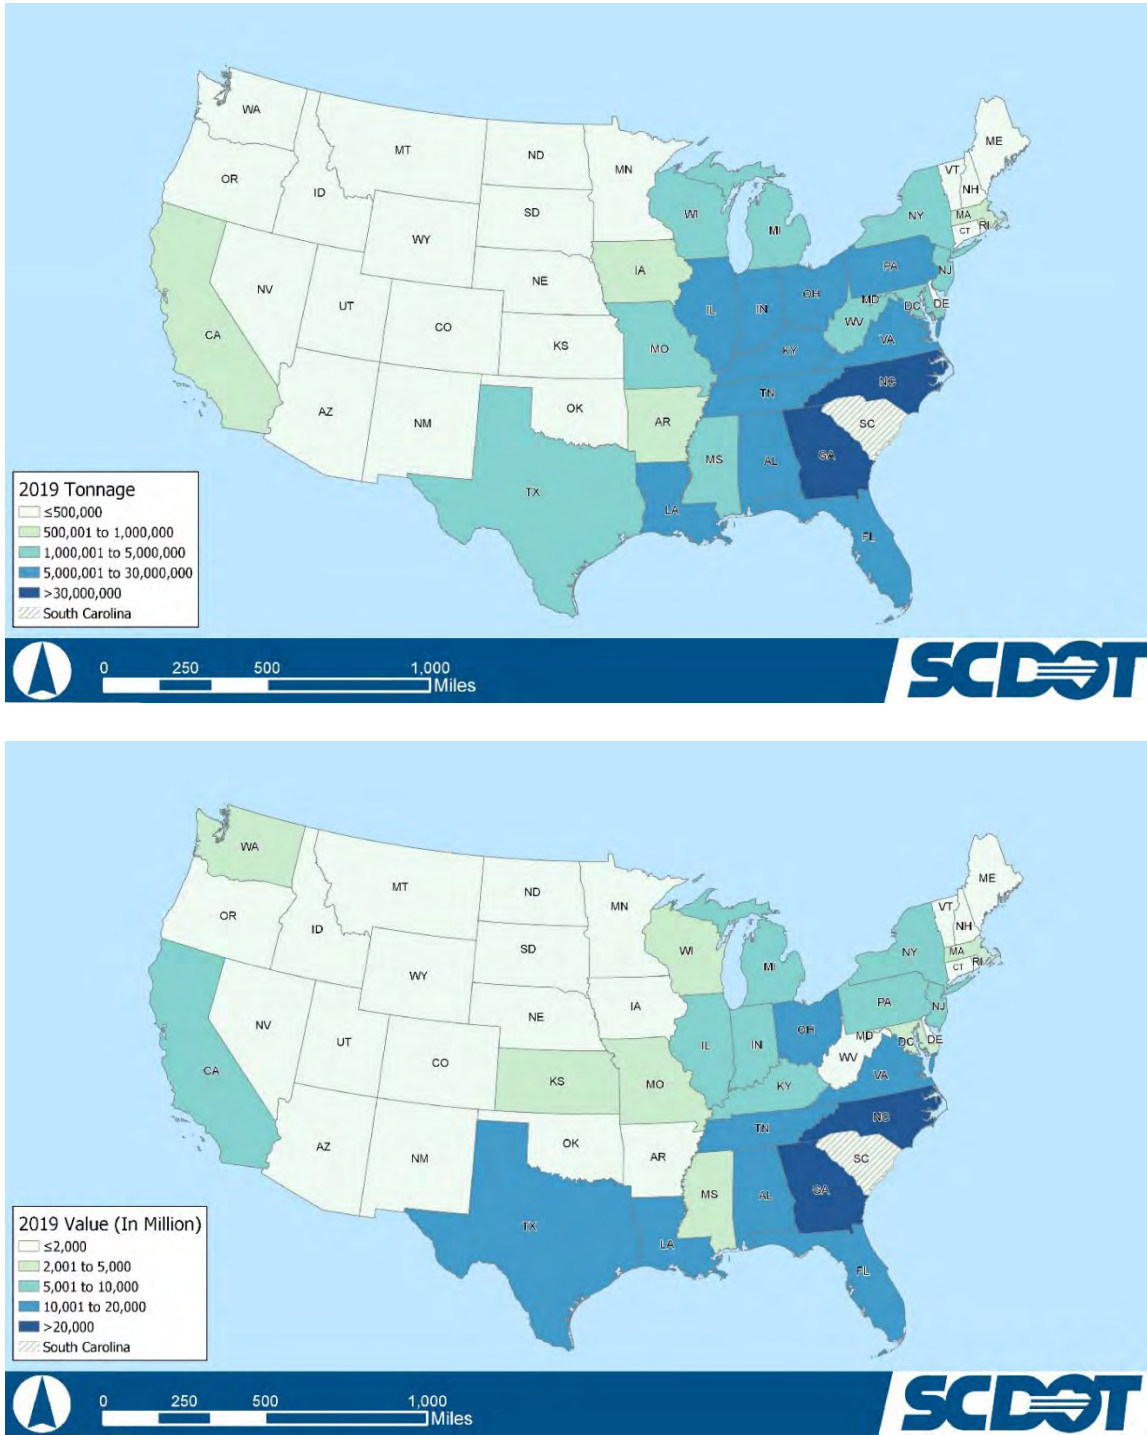 WA
MT
ND
MN
ME
VT
NH
OR
ID
SD
WI
NY
MA
RI
CT
WY
MI
IA
PA
NJ
NE
NV
UT
CO
IL
IN
OH
MD
DC
DE
WV
VA
CA
KS
MO
KY
TN
NC
AZ
NM
OK
AR
SC
MS
AL
GA
TX
LA
FL
2019 Tonnage
≤500,000
500,001 to 1,000,000
1,000,001 to 5,000,000
5,000,001 to 30,000,000
>30,000,000
South Carolina
0 250 500 1,000
Miles
SCDOT
WA
MT
ND
MN
ME
VT
NH
OR
ID
SD
WI
NY
MA
RI
CT
WY
MI
IA
PA
NJ
NE
NV
UT
CO
IL
IN
OH
MD
DC
DE
WV
VA
CA
KS
MO
KY
TN
NC
AZ
NM
OK
AR
SC
MS
AL
GA
TX
LA
FL
2019 Value (In Million)
≤2,000
2,001 to 5,000
5,001 to 10,000
10,001 to 20,000
>20,000
South Carolina
0 250 500 1,000
Miles
SCDOT